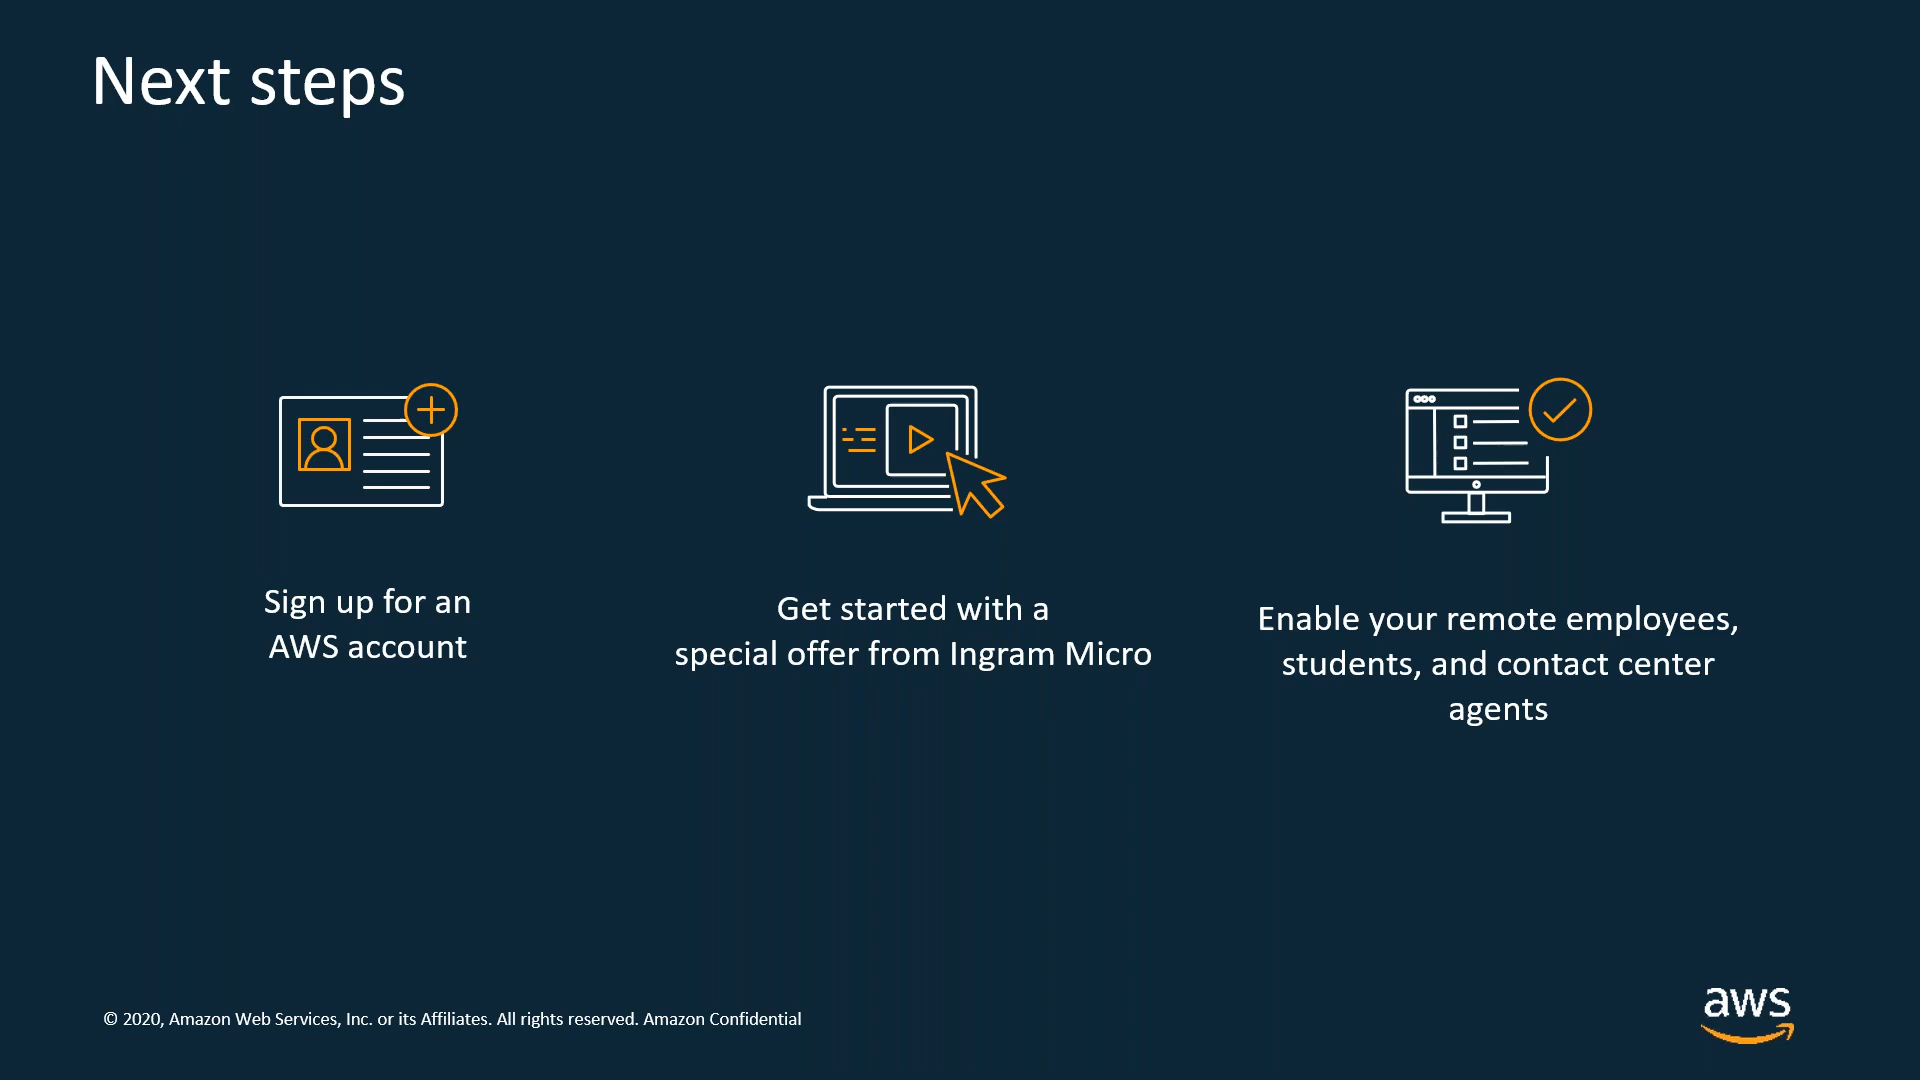 Next steps
Sign up for an
AWS account
Get started with a
special offer from Ingram Micro
Enable your remote employees,
students, and contact center
agents
© 2020, Amazon Web Services, Inc. or its Affiliates. All rights reserved. Amazon Confidential
aws